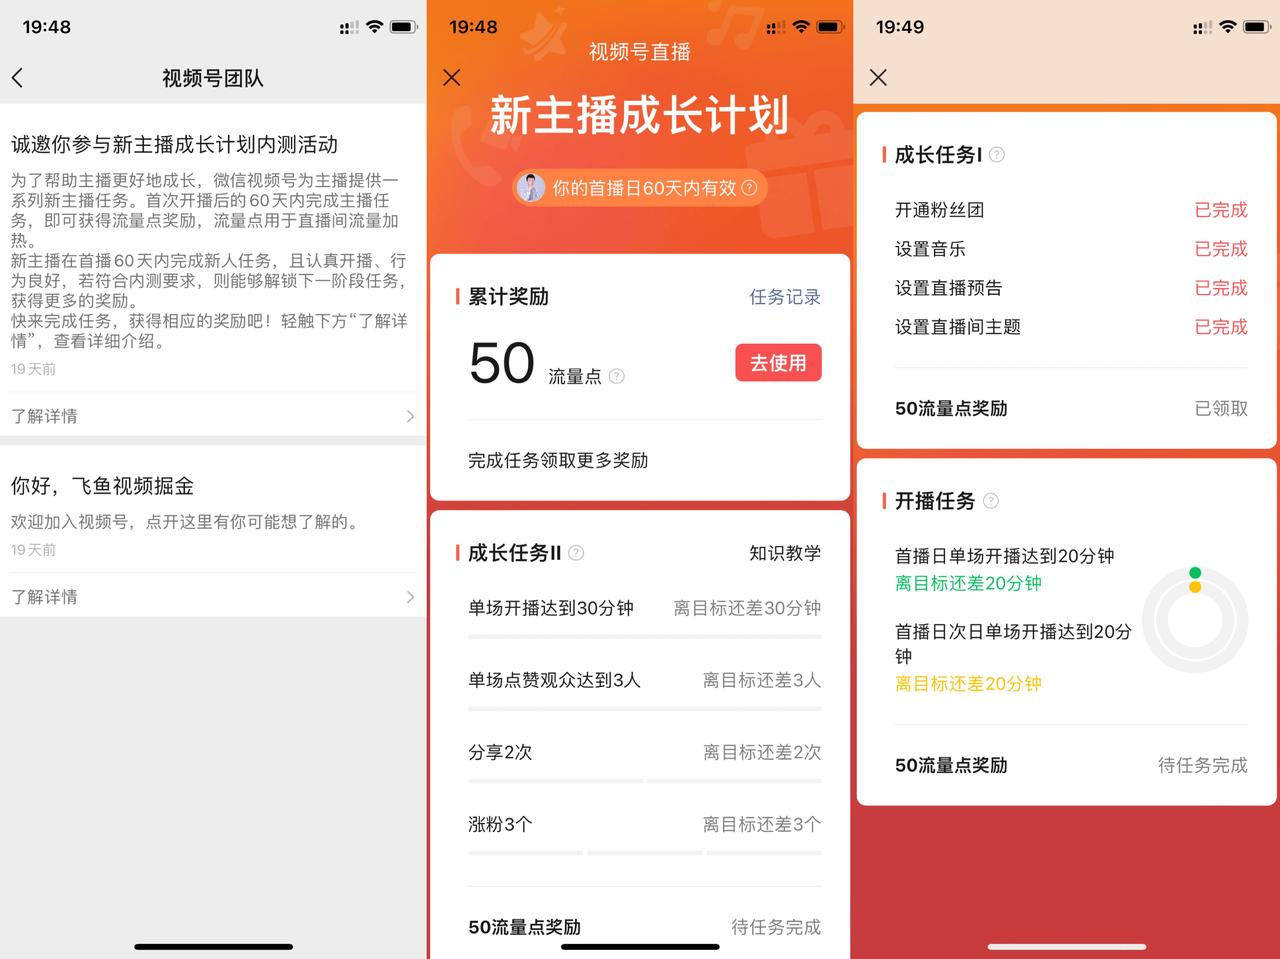 19:48
视频号团队
诚邀你参与新主播成长计划内测活动
为了帮助主播更好地成长，微信视频号为主播提供一
系列新主播任务。首次开播后的60天内完成主播任
务，即可获得流量点奖励，流量点用于直播间流量加
热。
新主播在首播60天内完成新人任务，且认真开播、行
为良好，若符合内测要求，则能够解锁下一阶段任务，
获得更多的奖励。
快来完成任务，获得相应的奖励吧！轻触下方“了解详
情”，查看详细介绍。
19天前
了解详情
你好，飞鱼视频掘金
欢迎加入视频号，点开这里有你可能想了解的。
19天前
了解详情
19:48
视频号直播
新主播成长计划
你的首播日60天内有效?
累计奖励 任务记录
50 流量点? 去使用
完成任务领取更多奖励
成长任务II? 知识教学
单场开播达到30分钟 离目标还差30分钟
单场点赞观众达到3人 离目标还差3人
分享2次 离目标还差2次
涨粉3个 离目标还差3个
50流量点奖励 待任务完成
19:49
成长任务I?
开通粉丝团 已完成
设置音乐 已完成
设置直播预告 已完成
设置直播间主题 已完成
50流量点奖励 已领取
开播任务?
首播日单场开播达到20分钟
离目标还差20分钟
首播日次日单场开播达到20分
钟
离目标还差20分钟
50流量点奖励 待任务完成